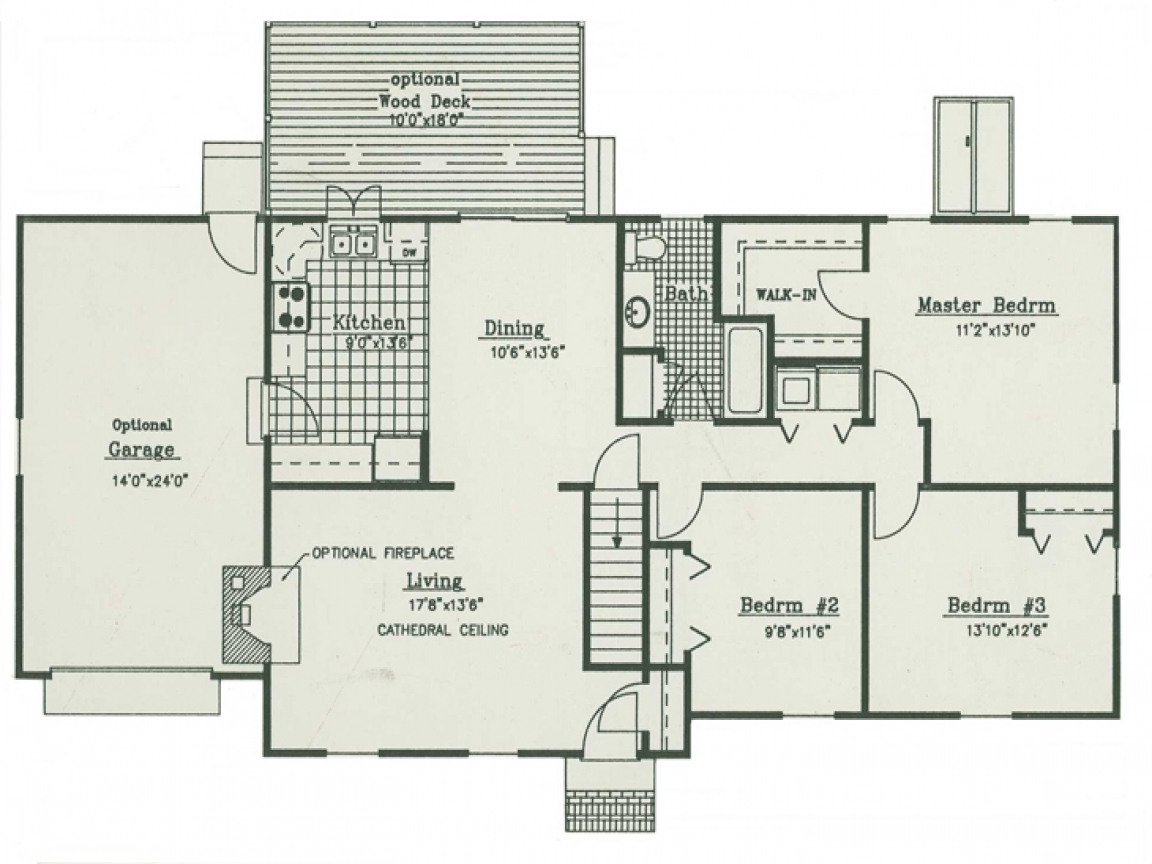 optional
Wood Deck
10'0"x18'0"
DW
Kitchen
9'0"x13'6"
Dining
10'6"x13'6"
Bath
WALK-IN
Master Bedrm
11'2"x13'10"
Optional
Garage
14'0"x24'0"
OPTIONAL FIREPLACE
Living
17'8"x13'6"
CATHEDRAL CEILING
Bedrm #2
9'8"x11'6"
Bedrm #3
13'10"x12'6"